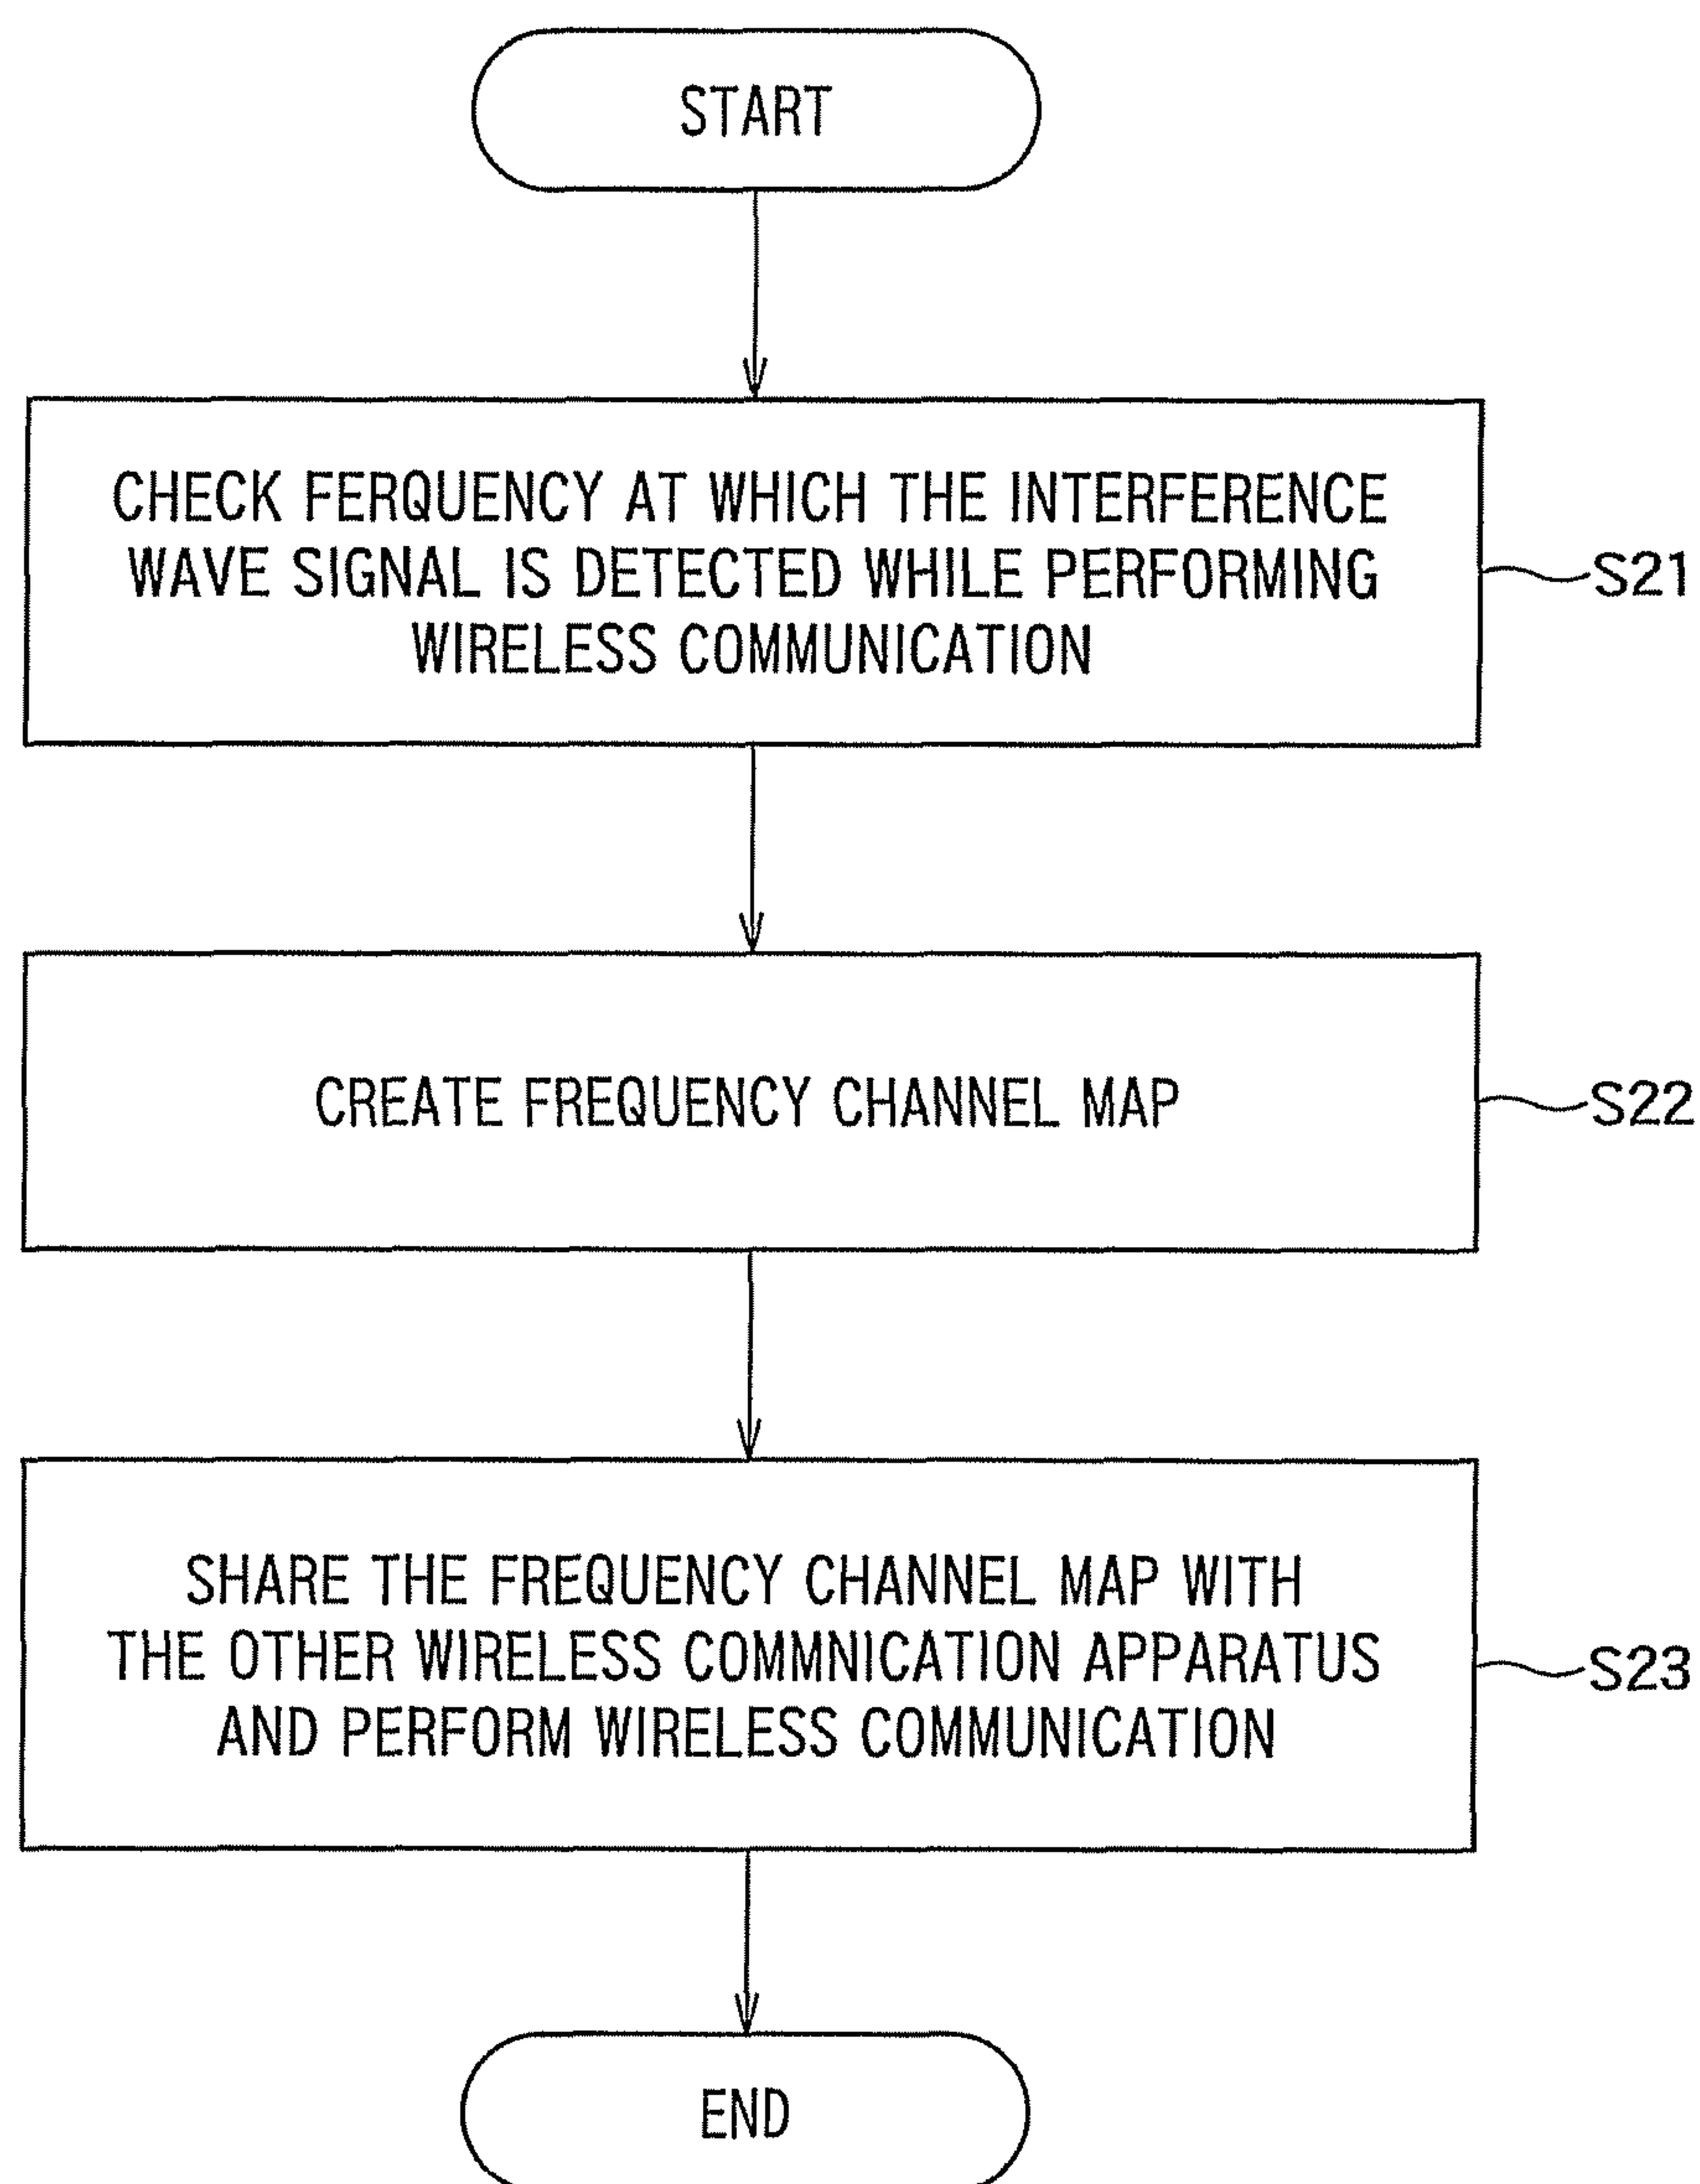 START
CHECK FERQUENCY AT WHICH THE INTERFERENCE
WAVE SIGNAL IS DETECTED WHILE PERFORMING
WIRELESS COMMUNICATION
S21
CREATE FREQUENCY CHANNEL MAP
S22
SHARE THE FREQUENCY CHANNEL MAP WITH
THE OTHER WIRELESS COMMNICATION APPARATUS
AND PERFORM WIRELESS COMMUNICATION
S23
END